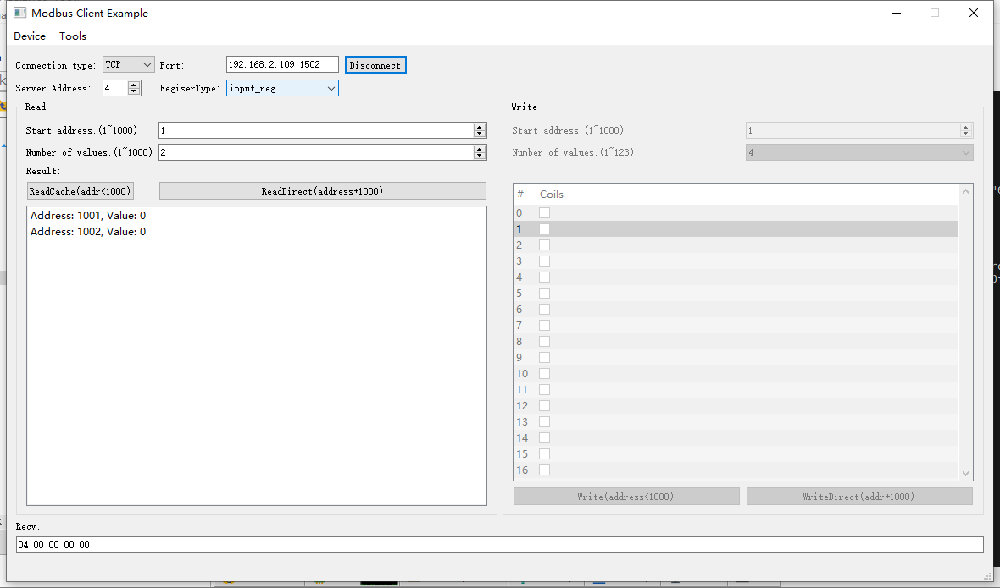 Modbus Client Example
Device Tools
Connection type: TCP Port: 192.168.2.109:1502 Disconnect
Server Address: 4 RegiserType: input_reg
Read
Start address:(1~1000) 1
Number of values:(1~1000) 2
Result:
ReadCache(addr<1000) ReadDirect(address+1000)
Address: 1001, Value: 0
Address: 1002, Value: 0
Write
Start address:(1~1000) 1
Number of values:(1~123) 4
# Coils
0
1
2
3
4
5
6
7
8
9
10
11
12
13
14
15
16
Write(address<1000) WriteDirect(addr+1000)
Recv:
04 00 00 00 00